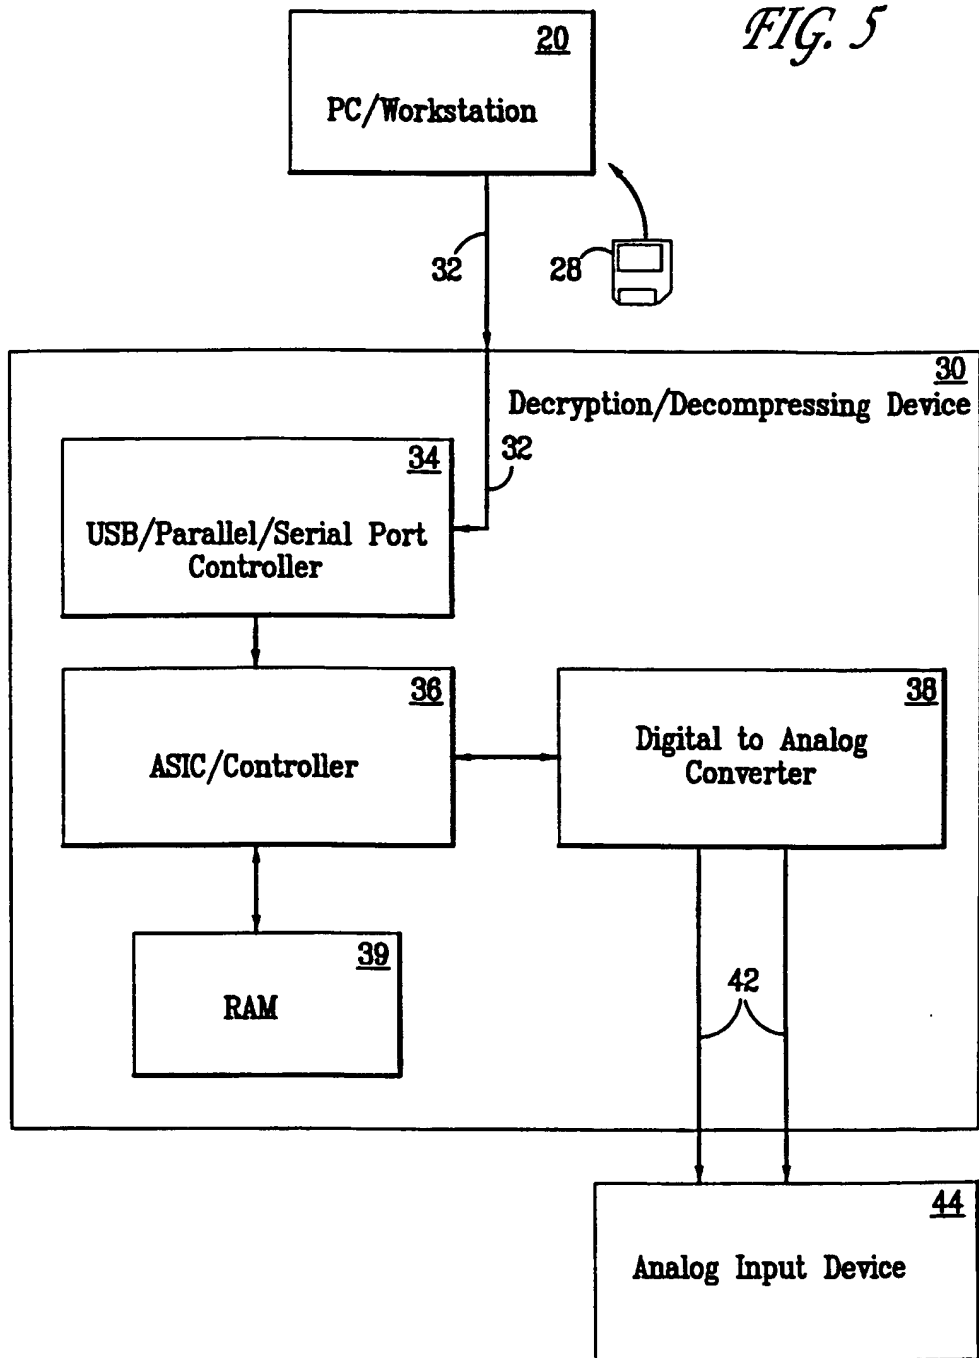 FIG. 5
20
PC/Workstation
32
28
30
Decryption/Decompressing Device
32
34
USB/Parallel/Serial Port
Controller
36
ASIC/Controller
38
Digital to Analog
Converter
39
RAM
42
44
Analog Input Device